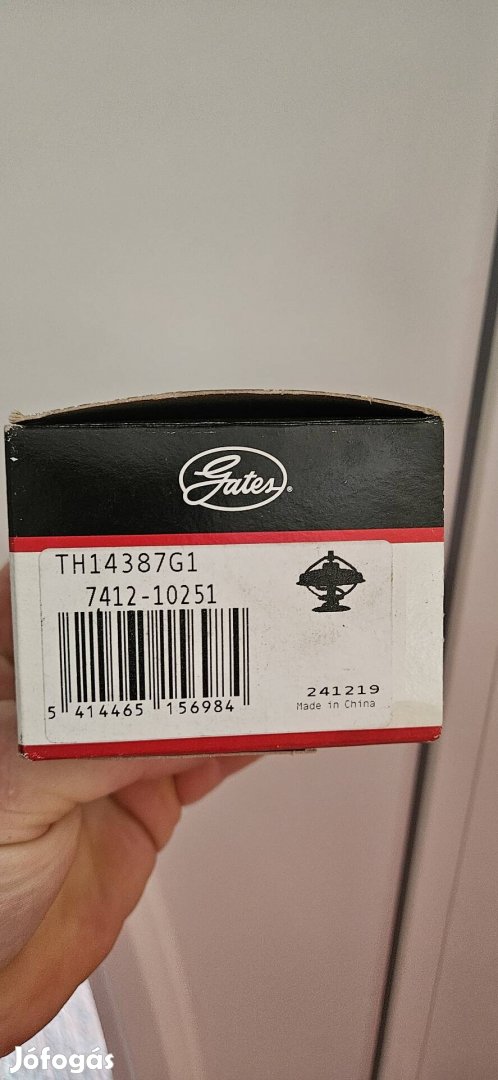 Gates®
TH14387G1
7412-10251
5 414465 156984
241219
Made in China
Jófogás